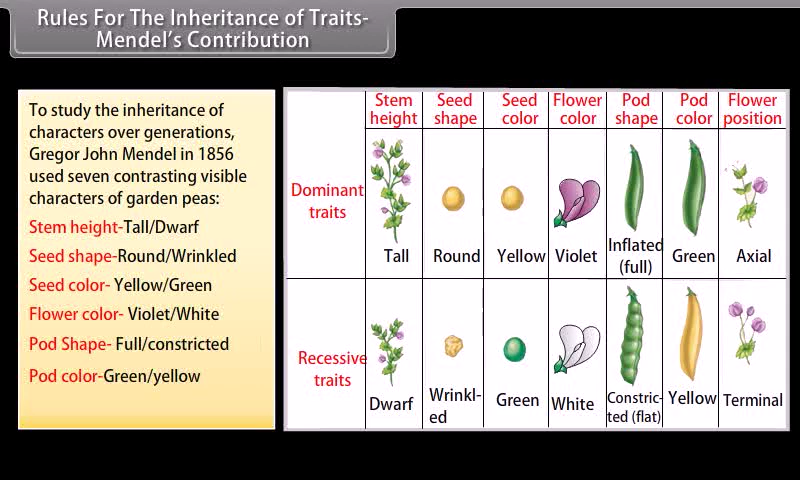 Rules For The Inheritance of Traits-
Mendel's Contribution
To study the inheritance of
characters over generations,
Gregor John Mendel in 1856
used seven contrasting visible
characters of garden peas:
Stem height-Tall/Dwarf
Seed shape-Round/Wrinkled
Seed color- Yellow/Green
Flower color- Violet/White
Pod Shape- Full/constricted
Pod color-Green/yellow
Stem height Seed shape Seed color Flower color Pod shape Pod color Flower position
Dominant
traits
Tall Round Yellow Violet Inflated (full) Green Axial
Recessive
traits
Dwarf Wrinkl-ed Green White Constric-ted (flat) Yellow Terminal